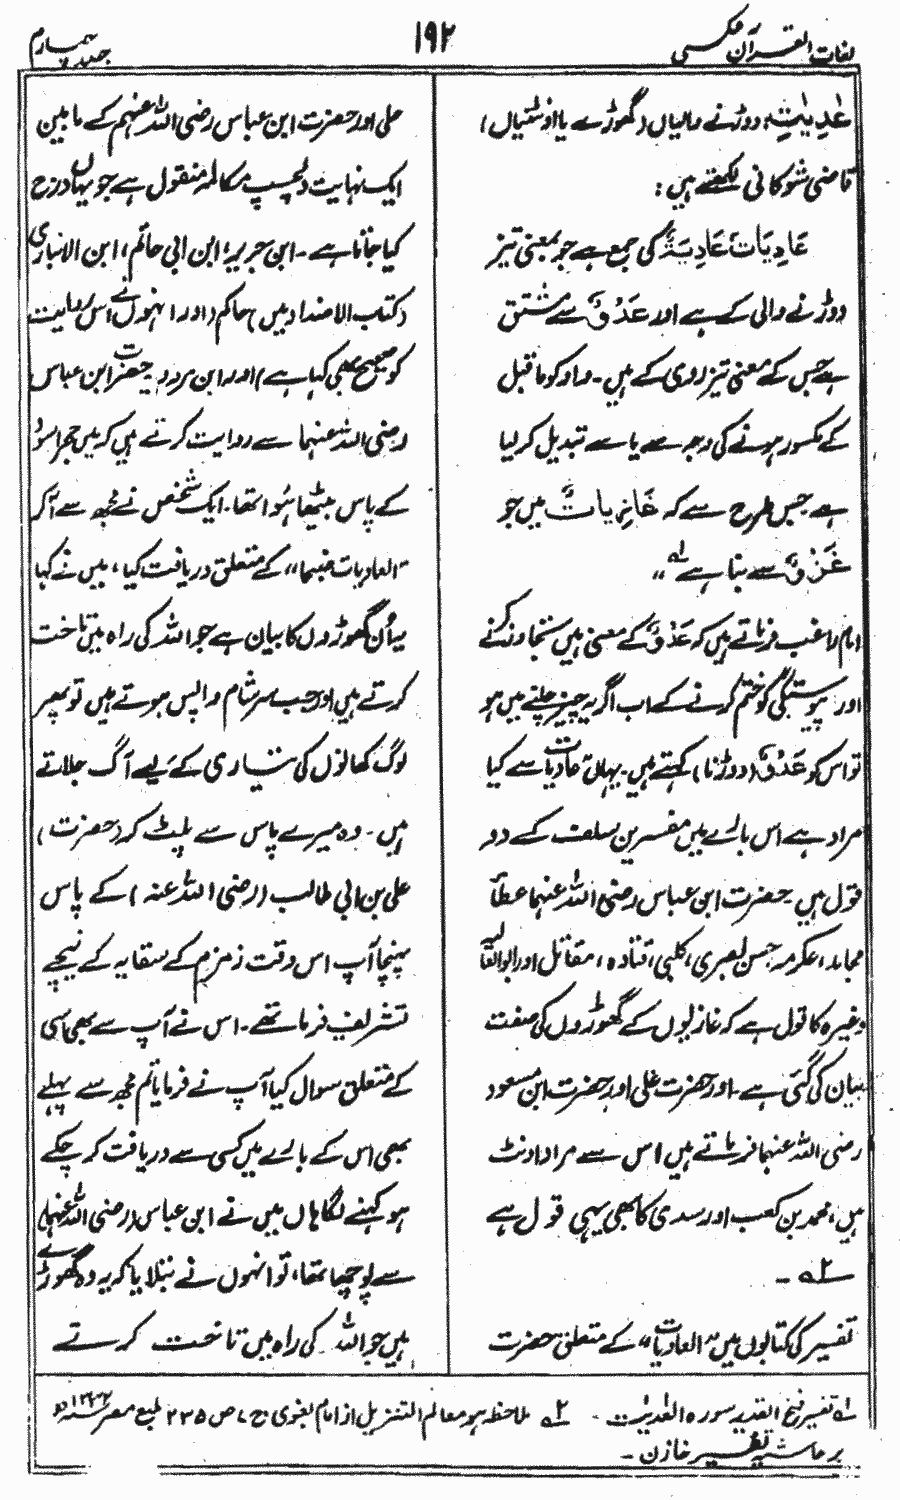 لغات القرآن عکسی
۱۹۲
جلد چہارم
عٰدِیٰتٍ، دوڑنے والیاں (گھوڑے یا اونٹنیاں)
قاضی شوکانی لکھتے ہیں:
عَادِیَاتٌ عَادِیَۃٌ کی جمع ہے جو بمعنی تیز
دوڑنے والی کے ہے اور عَدْوٌ سے مشتق
ہے جس کے معنی تیز روی کے ہیں۔ واو کو ماقبل
کے مکسور ہونے کی وجہ سے یا سے تبدیل کر لیا
ہے جس طرح سے کہ غَازِیَاتٌ میں جو
غَزْوٌ سے بنا ہے لہ "
امام راغب فرماتے ہیں کہ عَدْوٌ کے معنی ہیں تجاوز کرنے
اور پیوستگی کو ختم کرنے کے اب اگر یہ چیز چلنے میں ہو
تو اس کو عَدْوٌ (دوڑنا) کہتے ہیں۔ یہاں عادیات سے کیا
مراد ہے اس بارے میں مفسرین سلف کے دو
قول ہیں۔ حضرت ابن عباس رضی اللہ عنہما عطاؔ
مجاہد، عکرمہ حسن بصری، کلبی، قتادہ، مقاتل اور ابوالعالیہ
وغیرہ کا قول ہے کہ غازیوں کے گھوڑوں کی صفت
بیان کی گئی ہے۔ اور حضرت علی اور حضرت ابن مسعود
رضی اللہ عنہما فرماتے ہیں اس سے مراد اونٹ
ہیں، محمد بن کعب اور سدی کا بھی یہی قول ہے
۲ہ ۔
تفسیر کی کتابوں میں "العادیات" کے متعلق حضرت
علی اور حضرت ابن عباس رضی اللہ عنہم کے مابین
ایک نہایت دلچسپ مکالمہ منقول ہے جو یہاں درج
کیا جاتا ہے۔ ابن جریر، ابن ابی حاتم، ابن الانباری
(کتاب الاضداد میں) حاکم (اور انہوں نے اس روایت
کو صحیح بھی کہا ہے) اور ابن مردویہ حضرت ابن عباس
رضی اللہ عنہما سے روایت کرتے ہیں کہ میں حجر اسود
کے پاس بیٹھا ہوا تھا۔ ایک شخص نے مجھ سے آ کر
"العادیات ضبحا" کے متعلق دریافت کیا، میں نے کہا
یہ اُن گھوڑوں کا بیان ہے جو اللہ کی راہ میں تاخت
کرتے ہیں اور جب سر شام واپس ہوتے ہیں تو پھر
لوگ کھانوں کی تیاری کے لیے آگ جلاتے
ہیں۔ وہ میرے پاس سے پلٹ کر (حضرت)
علی بن ابی طالب (رضی اللہ عنہ) کے پاس
پہنچا آپ اس وقت زمزم کے سقایہ کے نیچے
تشریف فرما تھے۔ اس نے آپ سے بھی اسی
کے متعلق سوال کیا آپ نے فرمایا تم مجھ سے پہلے
بھی اس کے بارے میں کسی سے دریافت کر چکے
ہو کہنے لگا ہاں میں نے ابن عباس (رضی اللہ عنہما)
سے پوچھا تھا، تو انہوں نے بتلایا کہ یہ وہ گھوڑے
ہیں جو اللہ کی راہ میں تاخت کرتے
لہ تفسیر فتح القدیر سورہ العٰدیٰت ۔ ۲ہ ملاحظہ ہو معالم التنزیل از امام بغوی ج ۷ ص ۲۳۵ طبع مصر
بر حاشیہ تفسیر خازن ۔